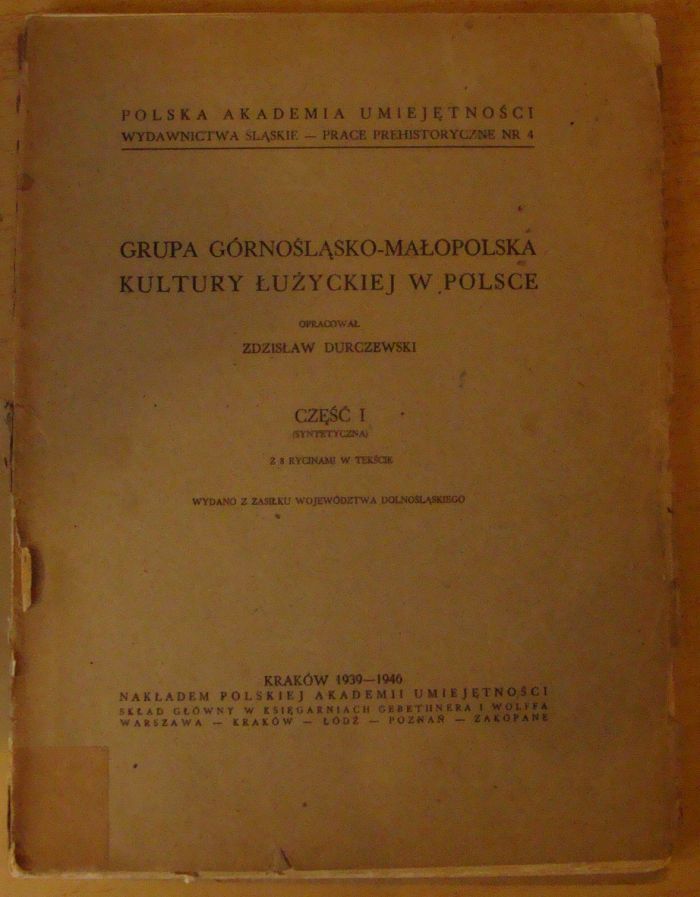 POLSKA AKADEMIA UMIEJĘTNOŚCI
WYDAWNICTWA ŚLĄSKIE — PRACE PREHISTORYCZNE NR 4
GRUPA GÓRNOŚLĄSKO-MAŁOPOLSKA
KULTURY ŁUŻYCKIEJ W POLSCE
OPRACOWAŁ
ZDZISŁAW DURCZEWSKI
CZĘŚĆ I
(SYNTETYCZNA)
Z 8 RYCINAMI W TEKŚCIE
WYDANO Z ZASIŁKU WOJEWÓDZTWA DOLNOŚLĄSKIEGO
KRAKÓW 1939—1946
NAKŁADEM POLSKIEJ AKADEMII UMIEJĘTNOŚCI
SKŁAD GŁÓWNY W KSIĘGARNIACH GEBETHNERA I WOLFFA
WARSZAWA — KRAKÓW — ŁÓDŹ — POZNAŃ — ZAKOPANE